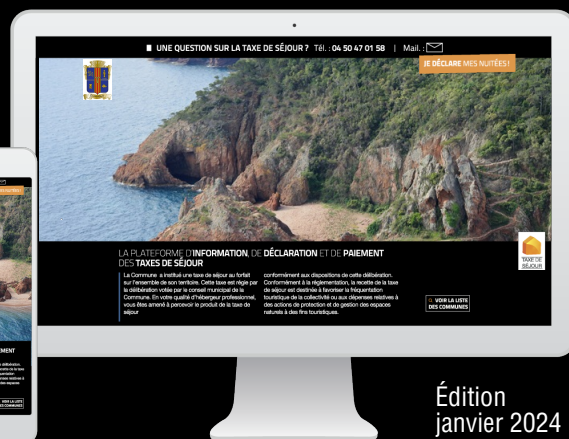 UNE QUESTION SUR LA TAXE DE SÉJOUR ? Tél. : 04 50 47 01 58 | Mail. :
JE DÉCLARE MES NUITÉES !
LA PLATEFORME D'INFORMATION, DE DÉCLARATION ET DE PAIEMENT
DES TAXES DE SÉJOUR
La Commune a institué une taxe de séjour au forfait
sur l'ensemble de son territoire. Cette taxe est régie par
la délibération votée par le conseil municipal de la
Commune. En votre qualité d'hébergeur professionnel,
vous êtes amené à percevoir le produit de la taxe de
séjour
conformément aux dispositions de cette délibération.
Conformément à la réglementation, la recette de la taxe
de séjour est destinée à favoriser la fréquentation
touristique de la collectivité ou aux dépenses relatives à
des actions de protection et de gestion des espaces
naturels à des fins touristiques.
TAXE DE
SÉJOUR
VOIR LA LISTE
DES COMMUNES
VOIR LA LISTE
DES COMMUNES
Édition
janvier 2024